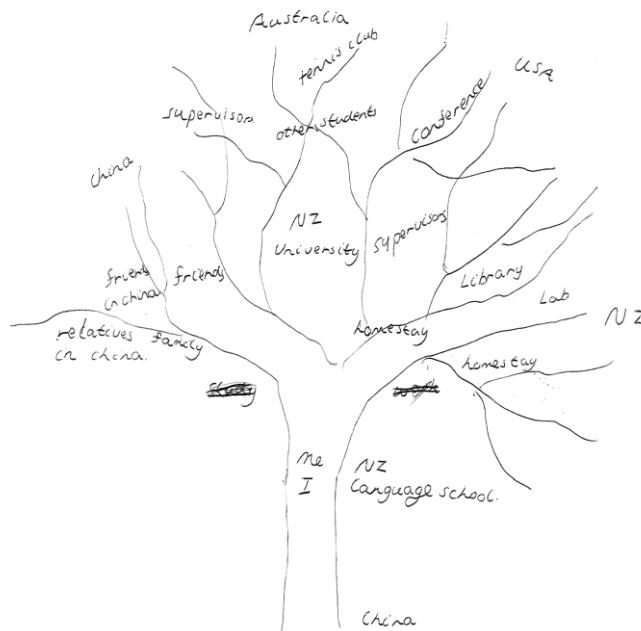 Australia
tennis club
USA
supervisors
other students
conference
China
NZ
University
supervisors
friends
friends
in china
Library
Lab
NZ
relatives
in china.
family
homestay
homestay
me
I
NZ
Language school.
China